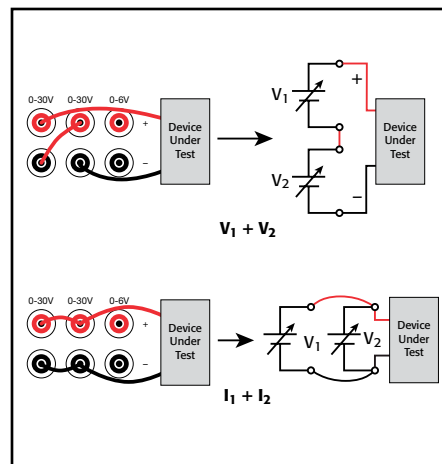 0-30V 0-30V 0-6V
+
−
Device
Under
Test
V1
V2
+
−
Device
Under
Test
V1 + V2
0-30V 0-30V 0-6V
+
−
Device
Under
Test
V1
V2
Device
Under
Test
I1 + I2